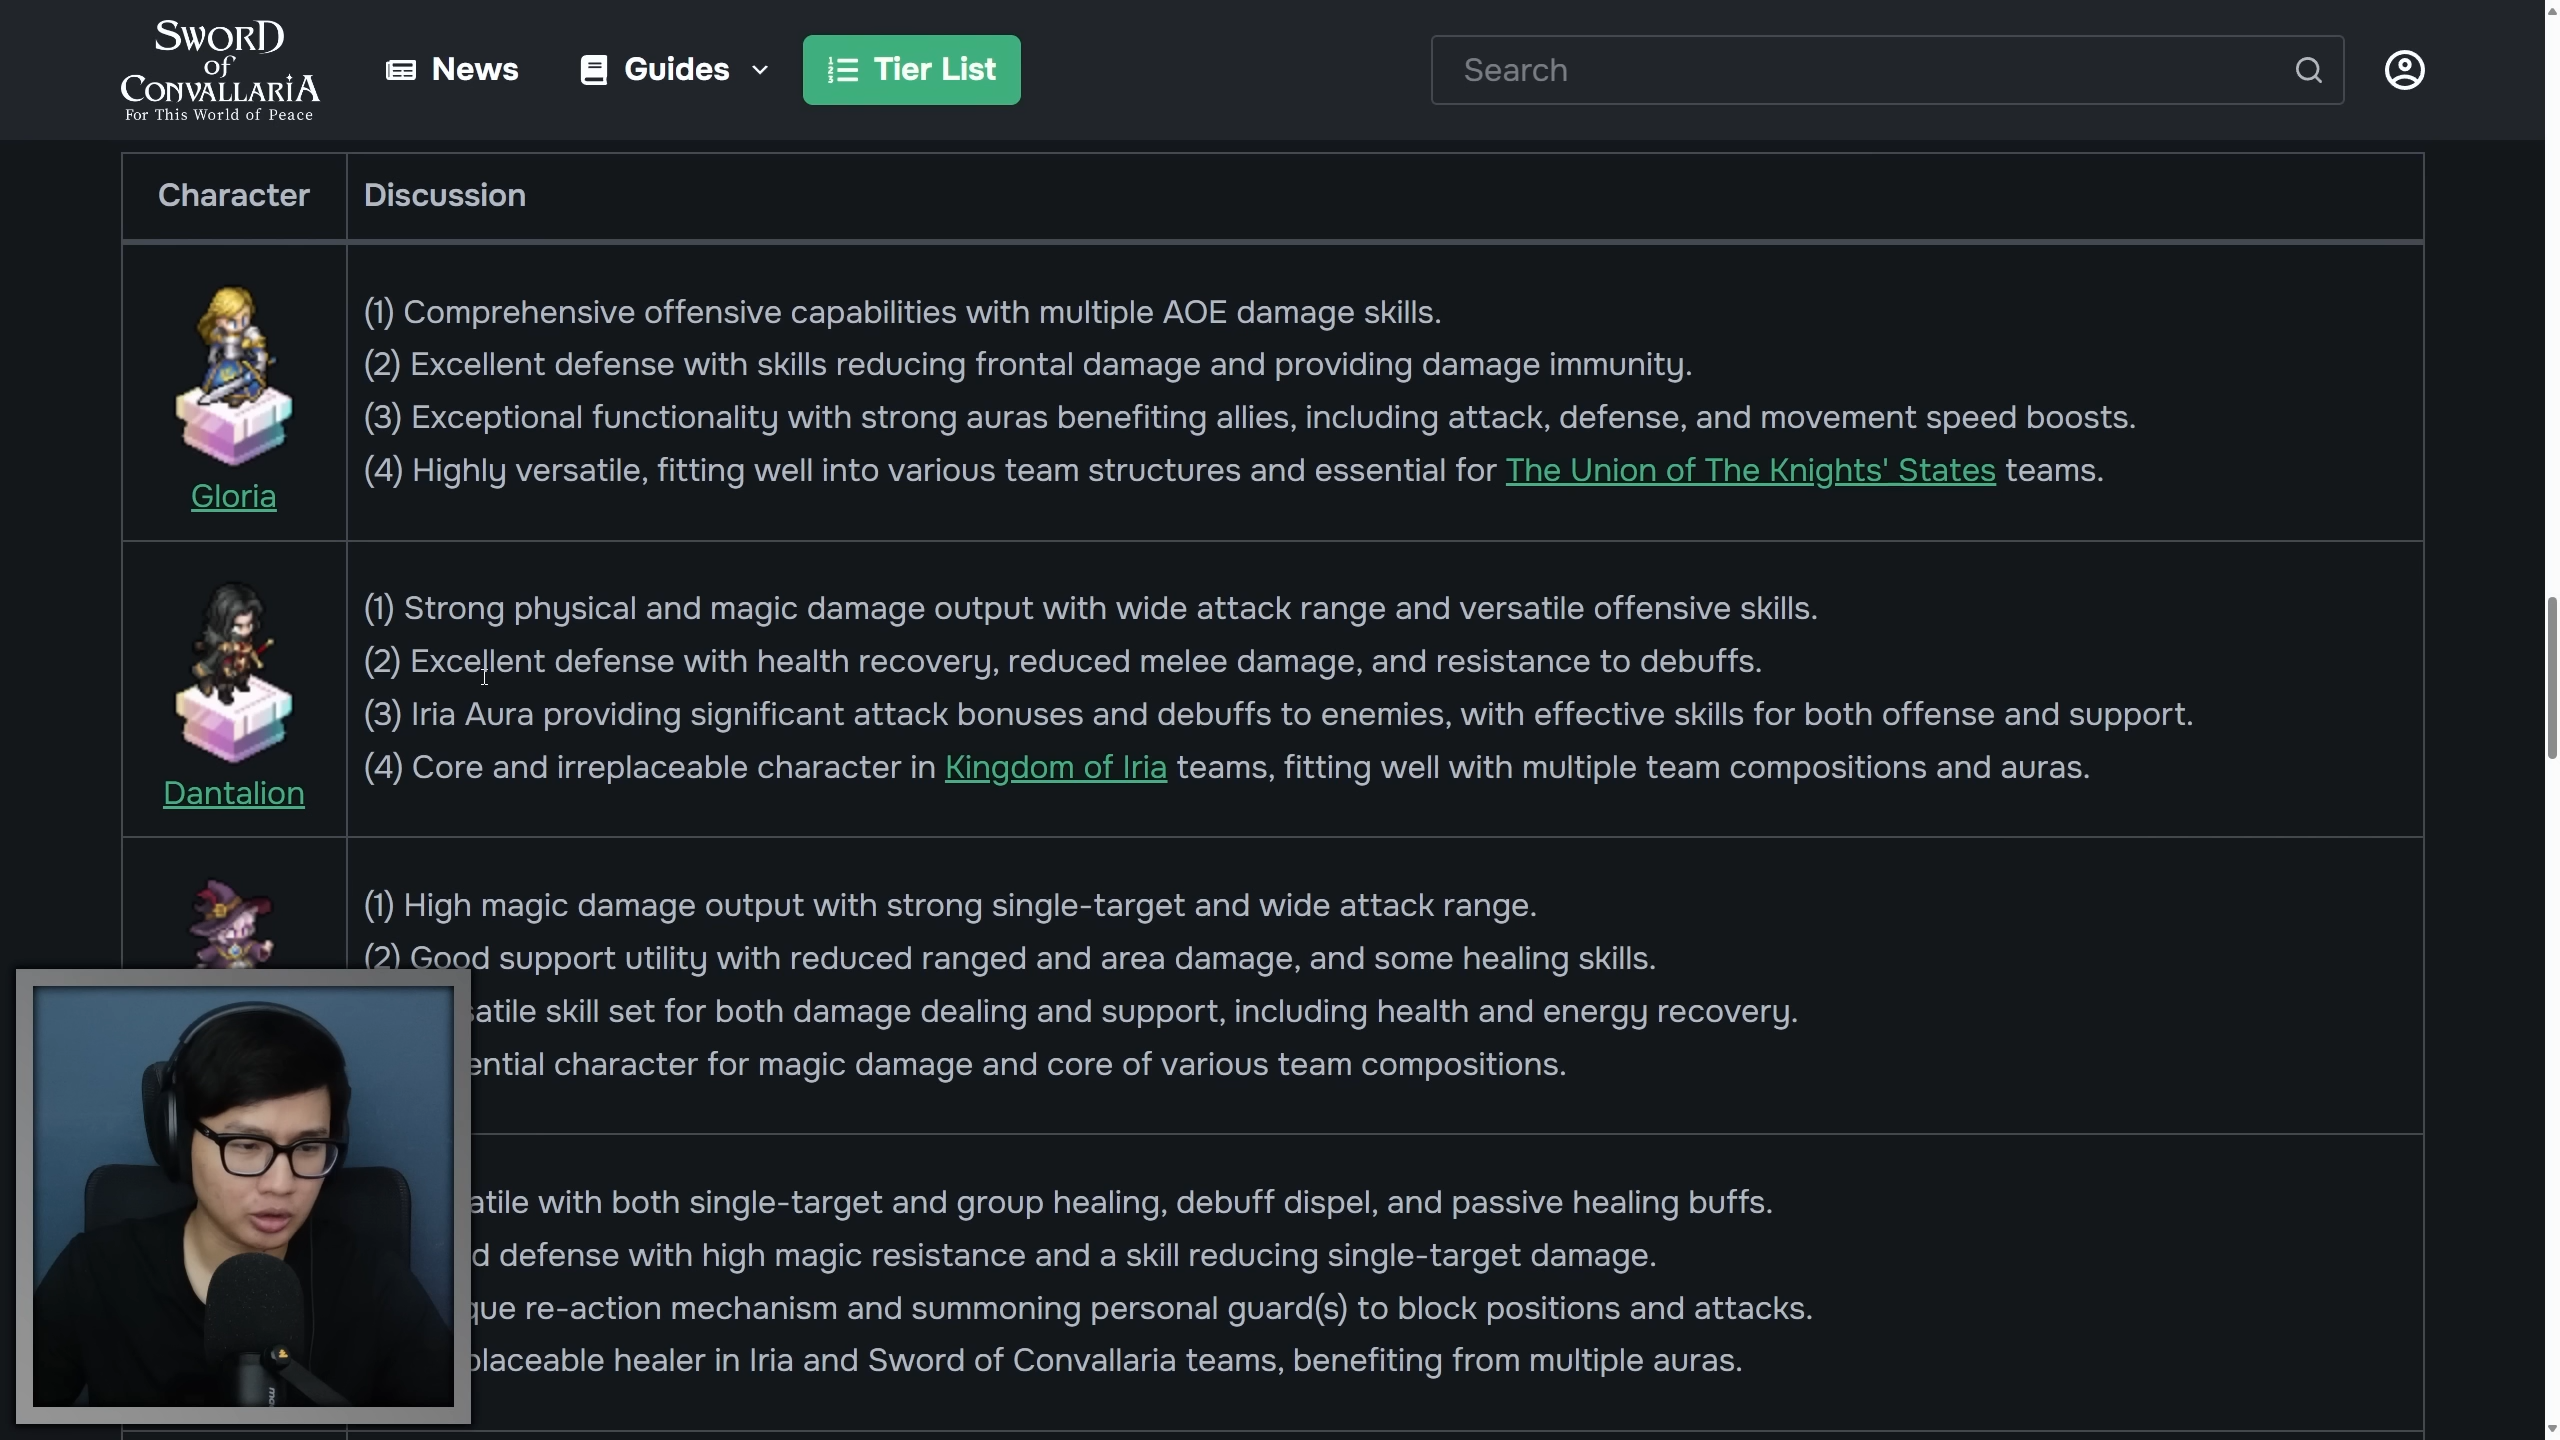 SWORD
of
CONVALLARIA
For This World of Peace
News
Guides
Tier List
Search
Character
Discussion
(1) Comprehensive offensive capabilities with multiple AOE damage skills.
(2) Excellent defense with skills reducing frontal damage and providing damage immunity.
(3) Exceptional functionality with strong auras benefiting allies, including attack, defense, and movement speed boosts.
(4) Highly versatile, fitting well into various team structures and essential for The Union of The Knights' States teams.
Gloria
(1) Strong physical and magic damage output with wide attack range and versatile offensive skills.
(2) Excellent defense with health recovery, reduced melee damage, and resistance to debuffs.
(3) Iria Aura providing significant attack bonuses and debuffs to enemies, with effective skills for both offense and support.
(4) Core and irreplaceable character in Kingdom of Iria teams, fitting well with multiple team compositions and auras.
Dantalion
(1) High magic damage output with strong single-target and wide attack range.
(2) Good support utility with reduced ranged and area damage, and some healing skills.
satile skill set for both damage dealing and support, including health and energy recovery.
ential character for magic damage and core of various team compositions.
atile with both single-target and group healing, debuff dispel, and passive healing buffs.
d defense with high magic resistance and a skill reducing single-target damage.
que re-action mechanism and summoning personal guard(s) to block positions and attacks.
placeable healer in Iria and Sword of Convallaria teams, benefiting from multiple auras.